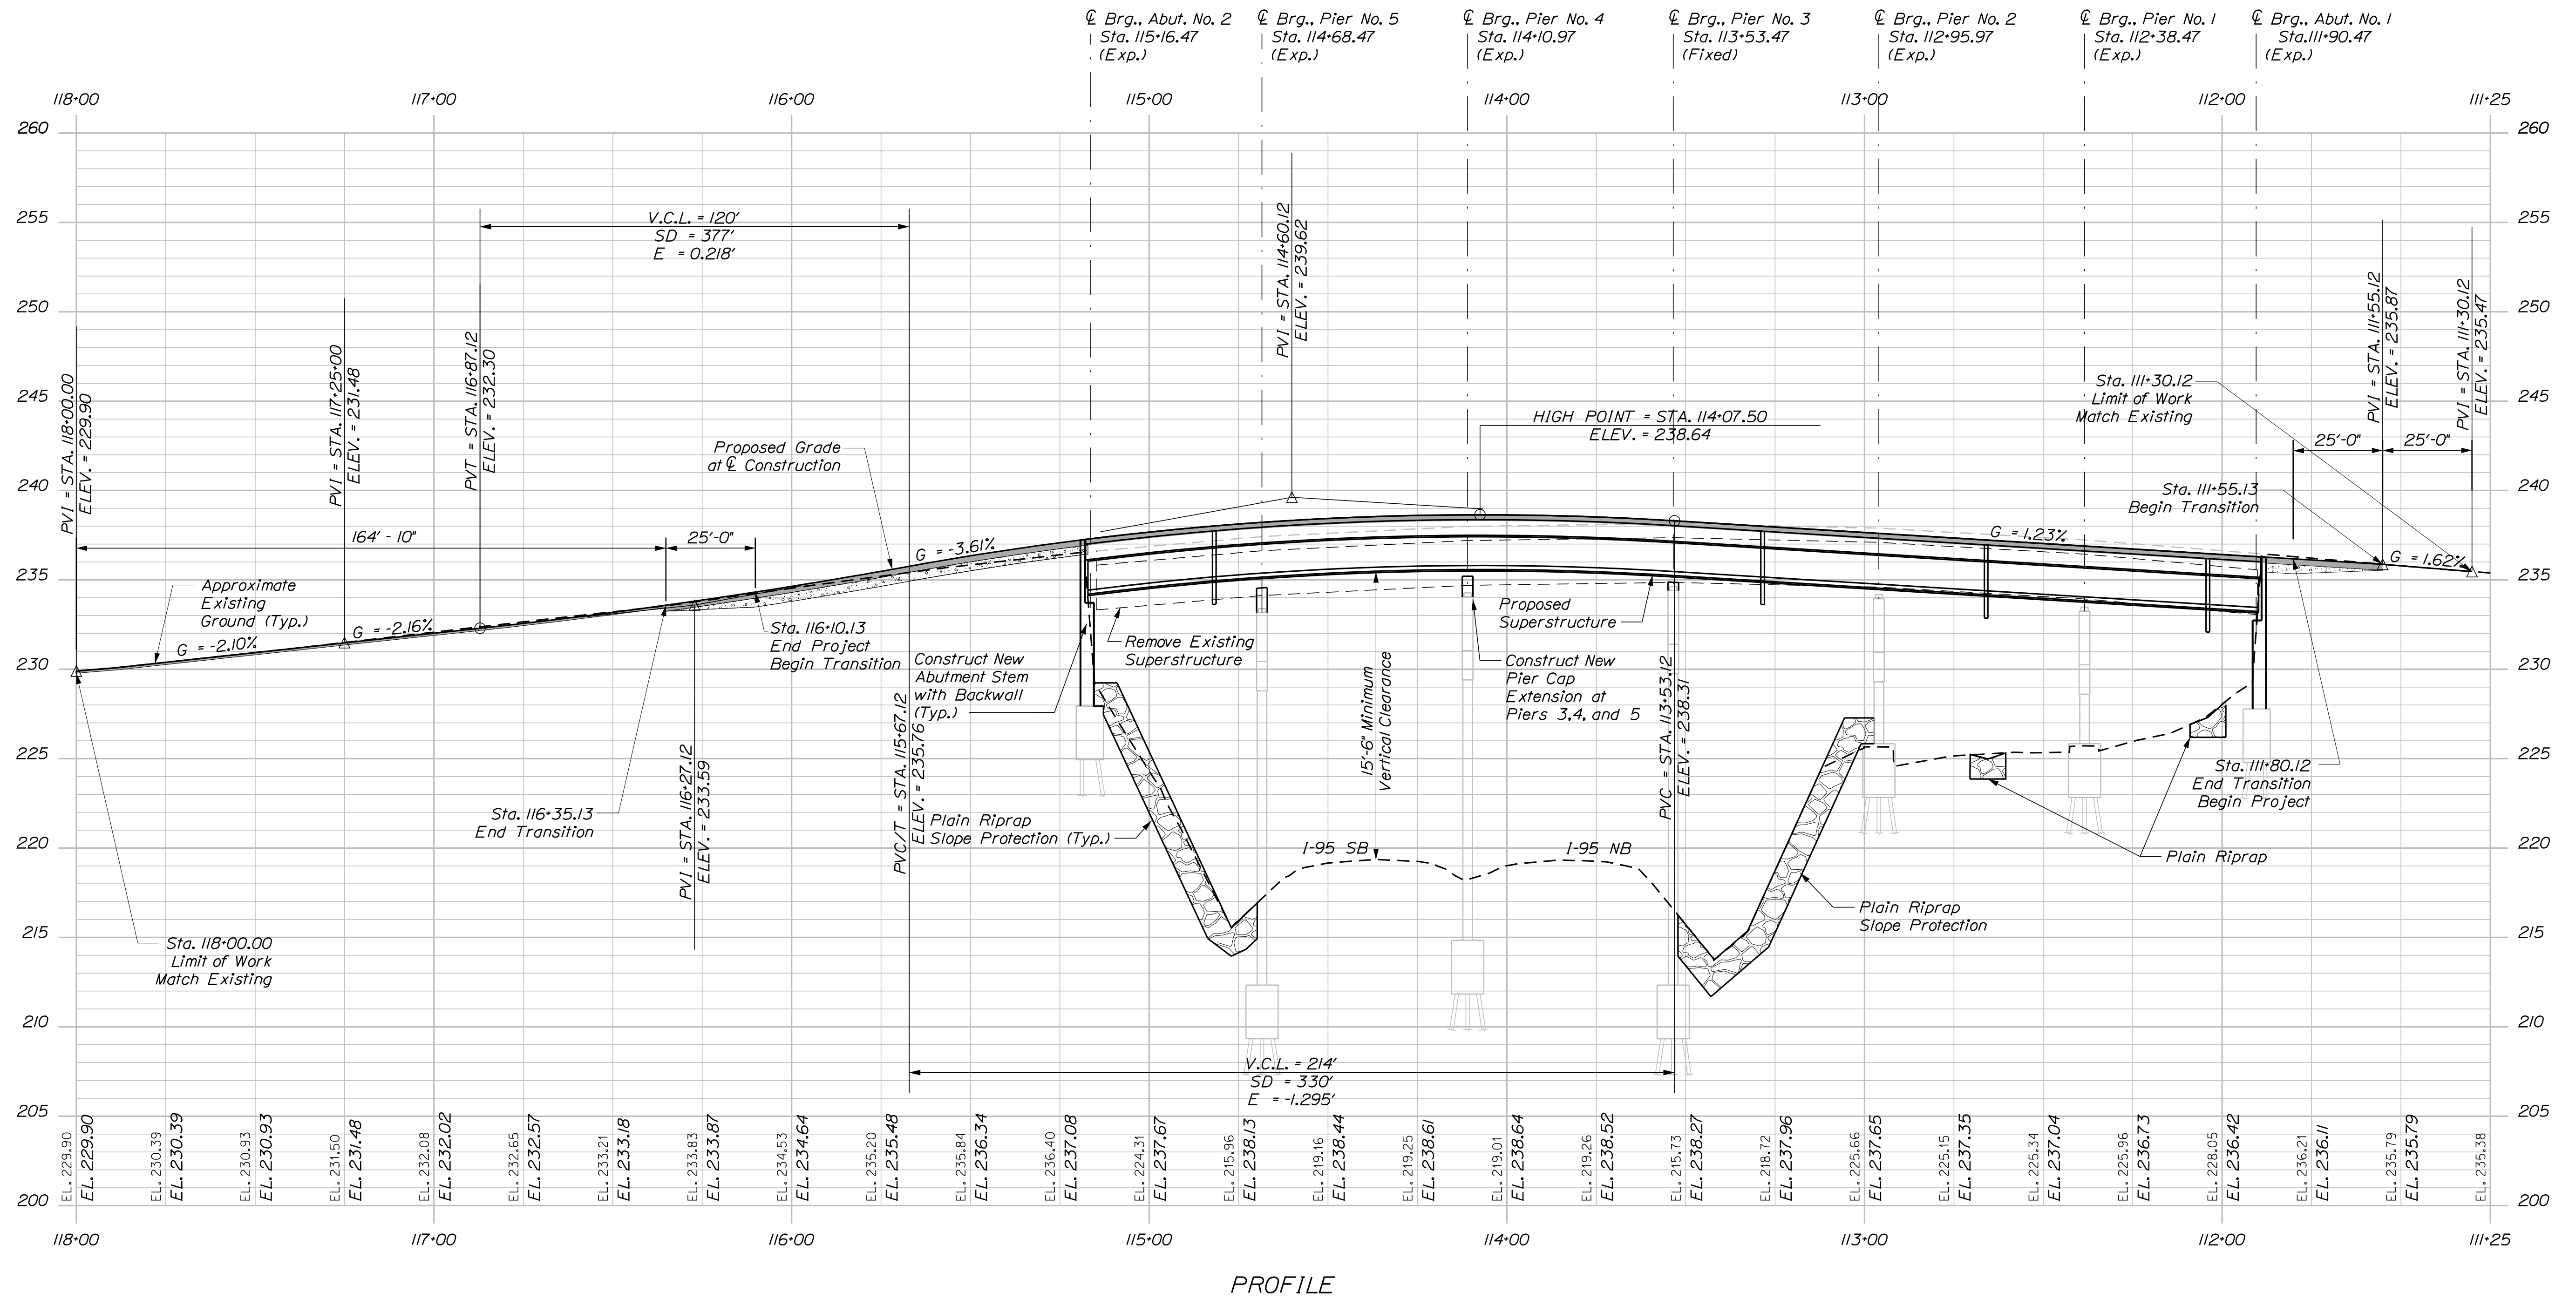 ℄ Brg., Abut. No. 2
Sta. 115+16.47
(Exp.)
℄ Brg., Pier No. 5
Sta. 114+68.47
(Exp.)
℄ Brg., Pier No. 4
Sta. 114+10.97
(Exp.)
℄ Brg., Pier No. 3
Sta. 113+53.47
(Fixed)
℄ Brg., Pier No. 2
Sta. 112+95.97
(Exp.)
℄ Brg., Pier No. 1
Sta. 112+38.47
(Exp.)
℄ Brg., Abut. No. 1
Sta.111+90.47
(Exp.)
118+00
117+00
116+00
115+00
114+00
113+00
112+00
111+25
260
255
250
245
240
235
230
225
220
215
210
205
200
260
255
250
245
240
235
230
225
220
215
210
205
200
V.C.L. = 120'
SD = 377'
E = 0.218'
PVI = STA. 118+00.00
ELEV. = 229.90
PVI = STA. 117+25+00
ELEV. = 231.48
PVT = STA. 116+87.12
ELEV. = 232.30
PVI = STA. 114+60.12
ELEV. = 239.62
PVI = STA. 111+55.12
ELEV. = 235.87
PVI = STA. 111+30.12
ELEV. = 235.47
Sta. 111+30.12
Limit of Work
Match Existing
HIGH POINT = STA. 114+07.50
ELEV. = 238.64
25'-0"
25'-0"
Proposed Grade
at ℄ Construction
Sta. 111+55.13
Begin Transition
164' - 10"
25'-0"
G = -3.61%
G = 1.23%
G = 1.62%
Approximate
Existing
Ground (Typ.)
G = -2.16%
G = -2.10%
Sta. 116+10.13
End Project
Begin Transition
Construct New
Abutment Stem
with Backwall
(Typ.)
Remove Existing
Superstructure
15'-6" Minimum
Vertical Clearance
Proposed
Superstructure
Construct New
Pier Cap
Extension at
Piers 3,4, and 5
PVC = STA. 113+53.12
ELEV. = 238.31
PVC/T = STA. 115+67.12
ELEV. = 235.76
PVI = STA. 116+27.12
ELEV. = 233.59
Sta. 116+35.13
End Transition
Plain Riprap
Slope Protection (Typ.)
I-95 SB
I-95 NB
Sta. 111+80.12
End Transition
Begin Project
Plain Riprap
Plain Riprap
Slope Protection
Sta. 118+00.00
Limit of Work
Match Existing
V.C.L. = 214'
SD = 330'
E = -1.295'
EL. 229.90
EL. 229.90
EL. 230.39
EL. 230.39
EL. 230.93
EL. 230.93
EL. 231.50
EL. 231.48
EL. 232.08
EL. 232.02
EL. 232.65
EL. 232.57
EL. 233.21
EL. 233.18
EL. 233.83
EL. 233.87
EL. 234.53
EL. 234.64
EL. 235.20
EL. 235.48
EL. 235.84
EL. 236.34
EL. 236.40
EL. 237.08
EL. 224.31
EL. 237.67
EL. 215.96
EL. 238.13
EL. 219.16
EL. 238.44
EL. 219.25
EL. 238.61
EL. 219.01
EL. 238.64
EL. 219.26
EL. 238.52
EL. 215.73
EL. 238.27
EL. 218.72
EL. 237.96
EL. 225.66
EL. 237.65
EL. 225.15
EL. 237.35
EL. 225.34
EL. 237.04
EL. 225.96
EL. 236.73
EL. 228.05
EL. 236.42
EL. 236.21
EL. 236.11
EL. 235.79
EL. 235.79
EL. 235.38
118+00
117+00
116+00
115+00
114+00
113+00
112+00
111+25
PROFILE